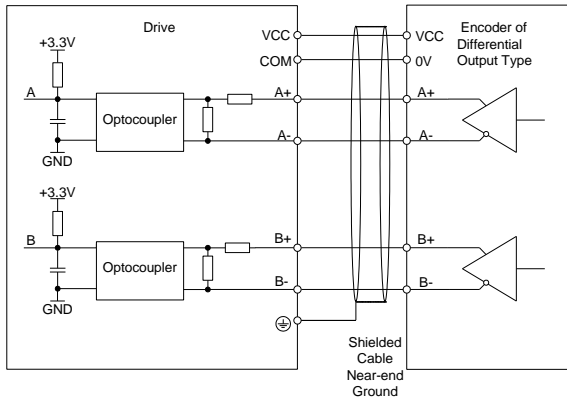 Drive
Encoder of
Differential
Output Type
VCC
VCC
COM
0V
+3.3V
A
Optocoupler
A+
A+
A-
A-
GND
+3.3V
B
Optocoupler
B+
B+
B-
B-
GND
Shielded
Cable
Near-end
Ground